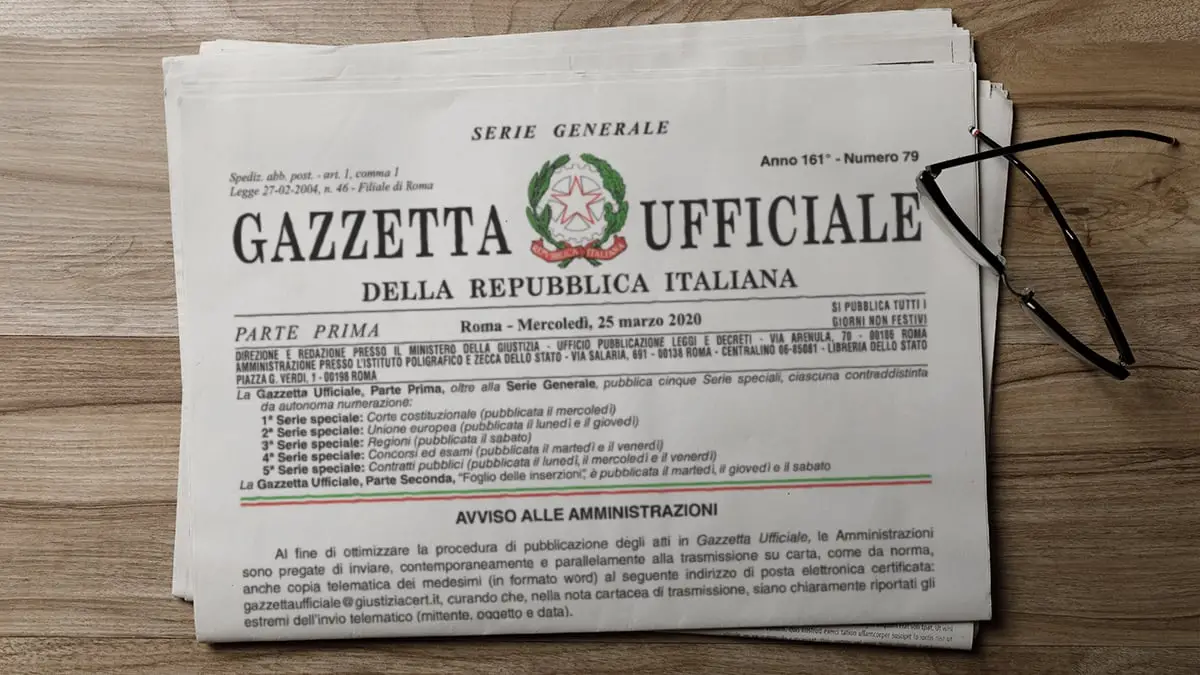 SERIE GENERALE
Spediz. abb. post. - art. 1, comma 1
Legge 27-02-2004, n. 46 - Filiale di Roma
Anno 161° - Numero 79
GAZZETTA UFFICIALE
REPUBBLICA ITALIANA
DELLA REPUBBLICA ITALIANA
PARTE PRIMA
Roma - Mercoledì, 25 marzo 2020
SI PUBBLICA TUTTI I
GIORNI NON FESTIVI
DIREZIONE E REDAZIONE PRESSO IL MINISTERO DELLA GIUSTIZIA - UFFICIO PUBBLICAZIONE LEGGI E DECRETI - VIA ARENULA, 70 - 00186 ROMA
AMMINISTRAZIONE PRESSO L'ISTITUTO POLIGRAFICO E ZECCA DELLO STATO - VIA SALARIA, 691 - 00138 ROMA - CENTRALINO 06-85081 - LIBRERIA DELLO STATO
PIAZZA G. VERDI, 1 - 00198 ROMA
La Gazzetta Ufficiale, Parte Prima, oltre alla Serie Generale, pubblica cinque Serie speciali, ciascuna contraddistinta
da autonoma numerazione:
1ª Serie speciale: Corte costituzionale (pubblicata il mercoledì)
2ª Serie speciale: Unione europea (pubblicata il lunedì e il giovedì)
3ª Serie speciale: Regioni (pubblicata il sabato)
4ª Serie speciale: Concorsi ed esami (pubblicata il martedì e il venerdì)
5ª Serie speciale: Contratti pubblici (pubblicata il lunedì, il mercoledì e il venerdì)
La Gazzetta Ufficiale, Parte Seconda, "Foglio delle inserzioni", è pubblicata il martedì, il giovedì e il sabato
AVVISO ALLE AMMINISTRAZIONI
Al fine di ottimizzare la procedura di pubblicazione degli atti in Gazzetta Ufficiale, le Amministrazioni
sono pregate di inviare, contemporaneamente e parallelamente alla trasmissione su carta, come da norma,
anche copia telematica dei medesimi (in formato word) al seguente indirizzo di posta elettronica certificata:
gazzettaufficiale@giustiziacert.it, curando che, nella nota cartacea di trasmissione, siano chiaramente riportati gli
estremi dell'invio telematico (mittente, oggetto e data).